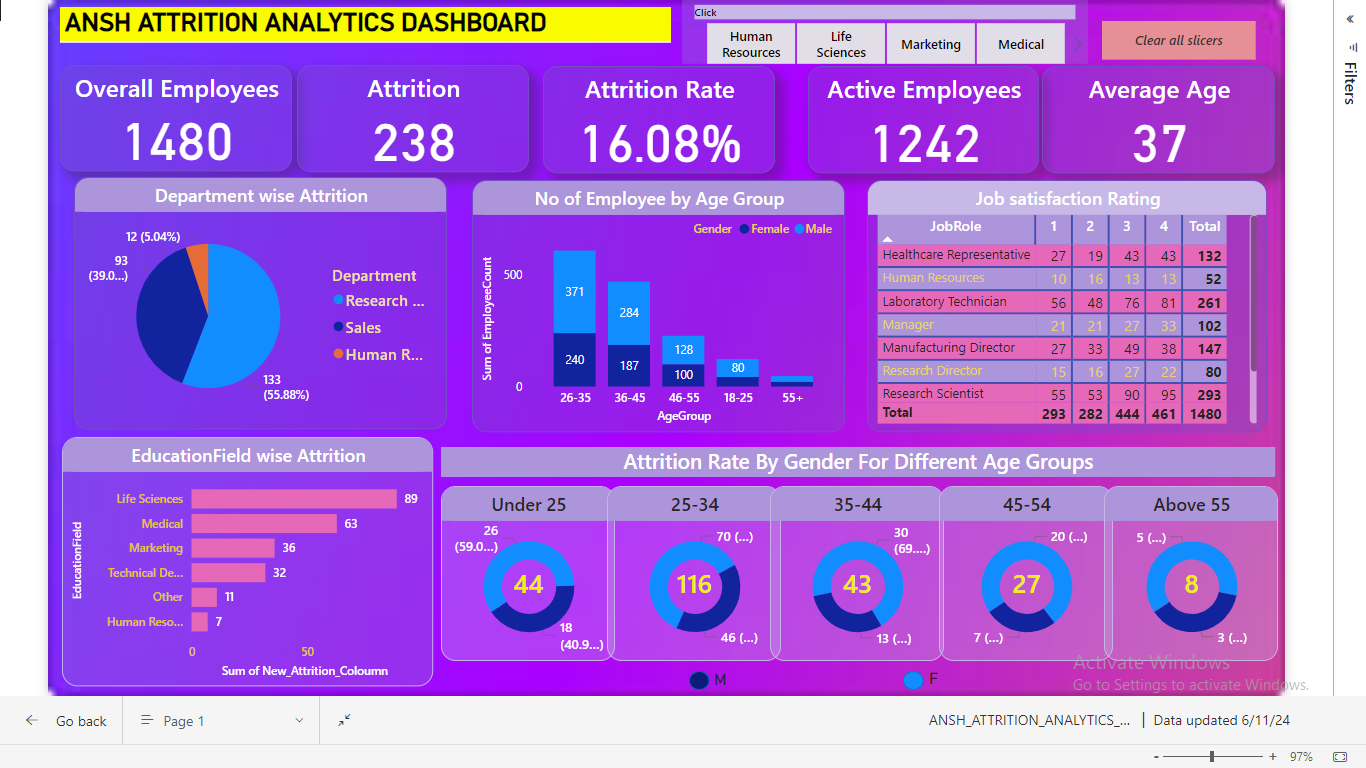 ANSH ATTRITION ANALYTICS DASHBOARD
Click
Human Resources
Life Sciences
Marketing
Medical
Clear all slicers
Filters
Overall Employees
1480
Attrition
238
Attrition Rate
16.08%
Active Employees
1242
Average Age
37
Department wise Attrition
12 (5.04%)
93
(39.0...)
133
(55.88%)
Department
Research ...
Sales
Human R...
No of Employee by Age Group
Gender Female Male
Sum of EmployeeCount
500
0
371
240
284
187
128
100
80
26-35 36-45 46-55 18-25 55+
AgeGroup
Job satisfaction Rating
JobRole 1 2 3 4 Total
Healthcare Representative 27 19 43 43 132
Human Resources 10 16 13 13 52
Laboratory Technician 56 48 76 81 261
Manager 21 21 27 33 102
Manufacturing Director 27 33 49 38 147
Research Director 15 16 27 22 80
Research Scientist 55 53 90 95 293
Total 293 282 444 461 1480
EducationField wise Attrition
EducationField
Life Sciences 89
Medical 63
Marketing 36
Technical De... 32
Other 11
Human Reso... 7
0 50
Sum of New_Attrition_Coloumn
Attrition Rate By Gender For Different Age Groups
Under 25
26
(59.0...)
44
18
(40.9...)
25-34
70 (...)
116
46 (...)
35-44
30
(69....)
43
13 (...)
45-54
20 (...)
27
7 (...)
Above 55
5 (...)
8
3 (...)
M F
Activate Windows
Go to Settings to activate Windows.
Go back
Page 1
ANSH_ATTRITION_ANALYTICS_... | Data updated 6/11/24
- + 97%